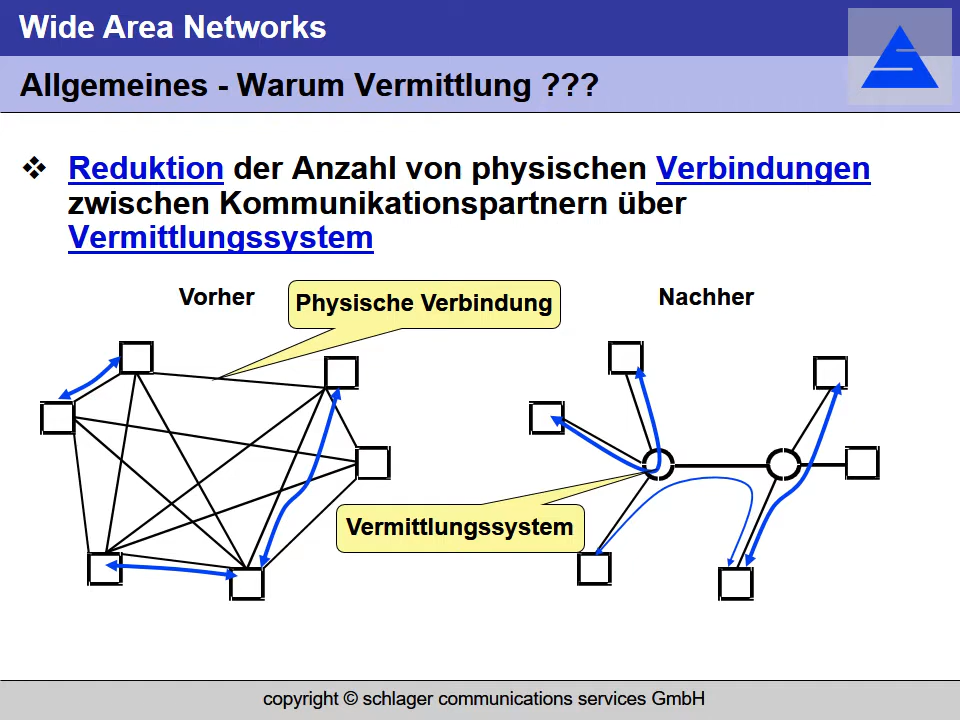 Wide Area Networks
Allgemeines - Warum Vermittlung ???
❖ Reduktion der Anzahl von physischen Verbindungen
zwischen Kommunikationspartnern über
Vermittlungssystem
Vorher
Physische Verbindung
Nachher
Vermittlungssystem
copyright © schlager communications services GmbH